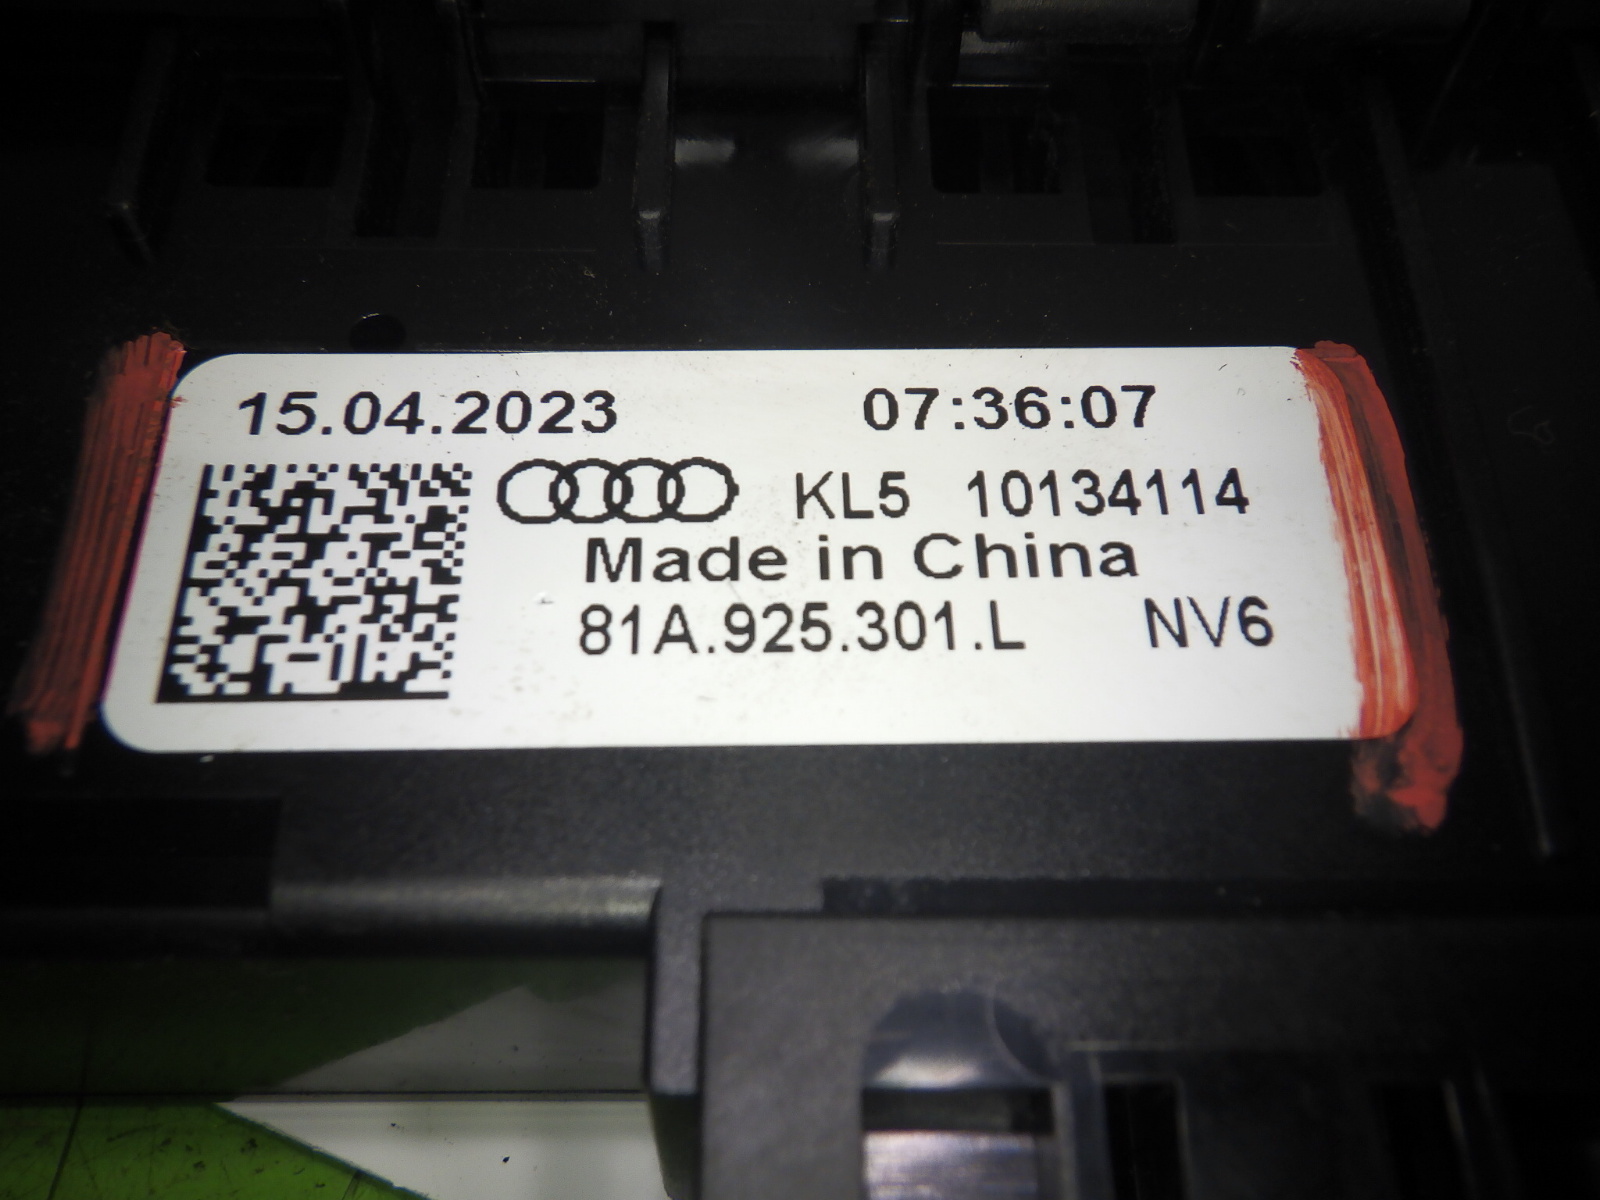 15.04.2023 07:36:07
KL5 10134114
Made in China
81A.925.301.L NV6